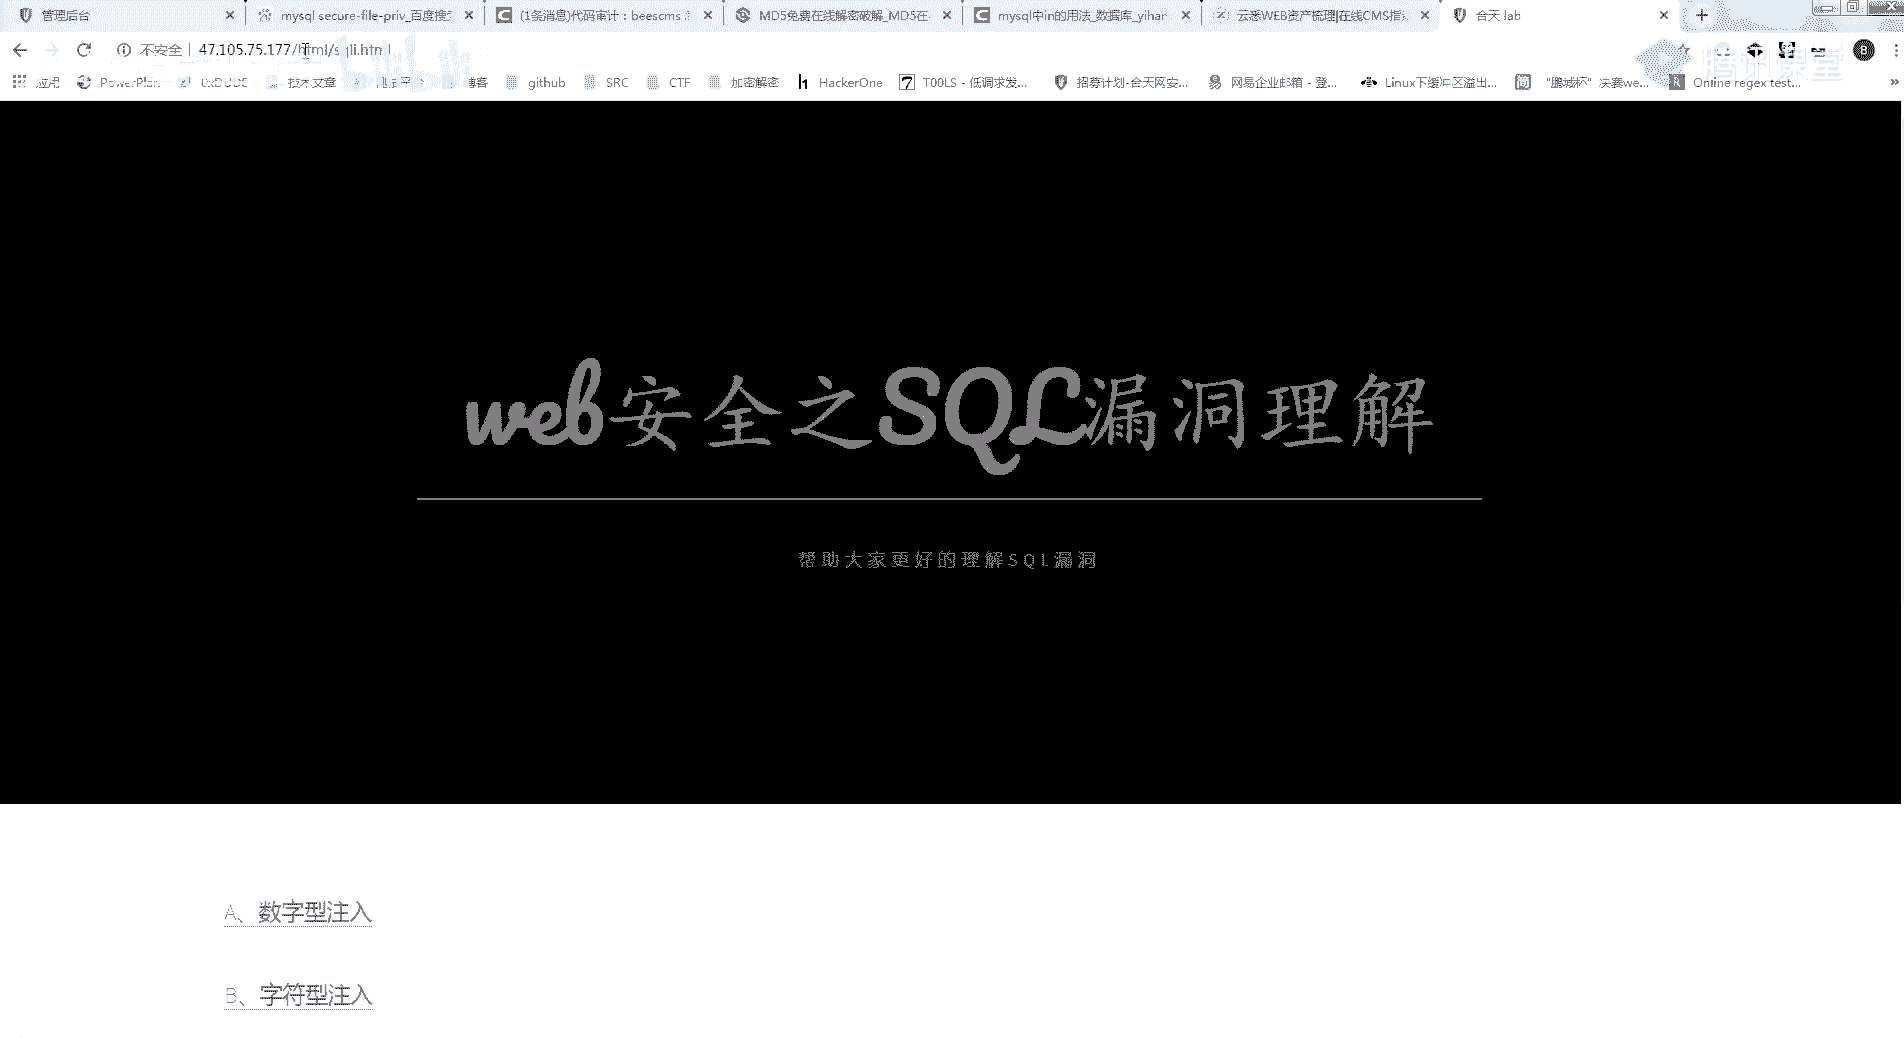 管理后台
mysql secure-file-priv_百度搜
(1条消息)代码审计：beescms
MD5免费在线解密破解_MD5在
mysql中in的用法_数据库_yihar
云悉WEB资产梳理|在线CMS指
合天 lab
不安全 | 47.105.75.177/html/sqli.html
腾讯课堂
应用
0xDUDE
技术文章
博客
github
SRC
CTF
加密解密
HackerOne
T00LS - 低调求发...
招募计划-合天网安...
网易企业邮箱 - 登...
Linux下缓冲区溢出...
“鹏城杯”决赛we...
Online regex test...
web安全之SQL漏洞理解
帮助大家更好的理解SQL漏洞
A、数字型注入
B、字符型注入